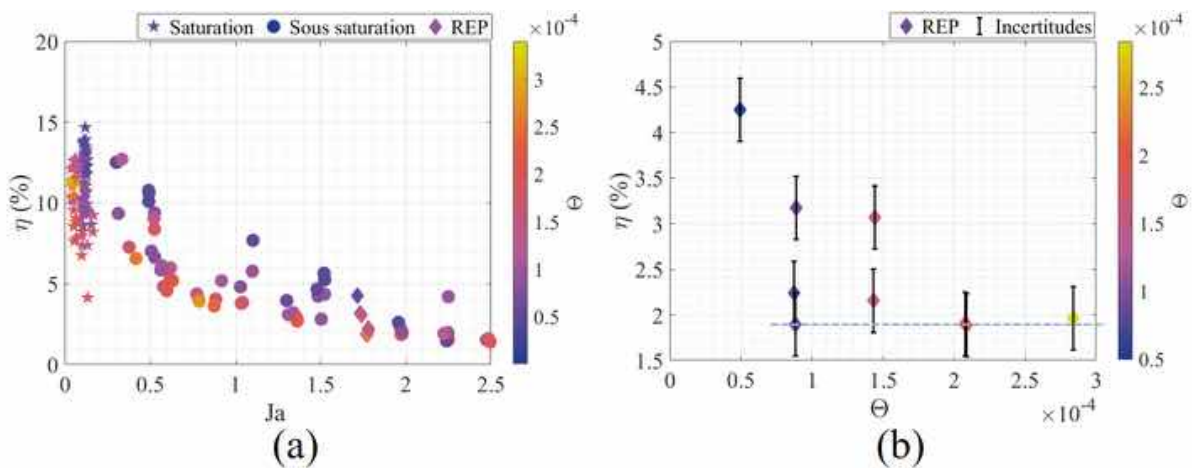 ★ Saturation ● Sous saturation ◆ REP
×10⁻⁴
20
15
10
5
0
η (%)
0 0.5 1 1.5 2 2.5
Ja
3
2.5
2
1.5
1
0.5
Θ
(a)
◆ REP Incertitudes
×10⁻⁴
5
4.5
4
3.5
3
2.5
2
1.5
η (%)
0 0.5 1 1.5 2 2.5 3
Θ ×10⁻⁴
2.5
2
1.5
1
0.5
Θ
(b)